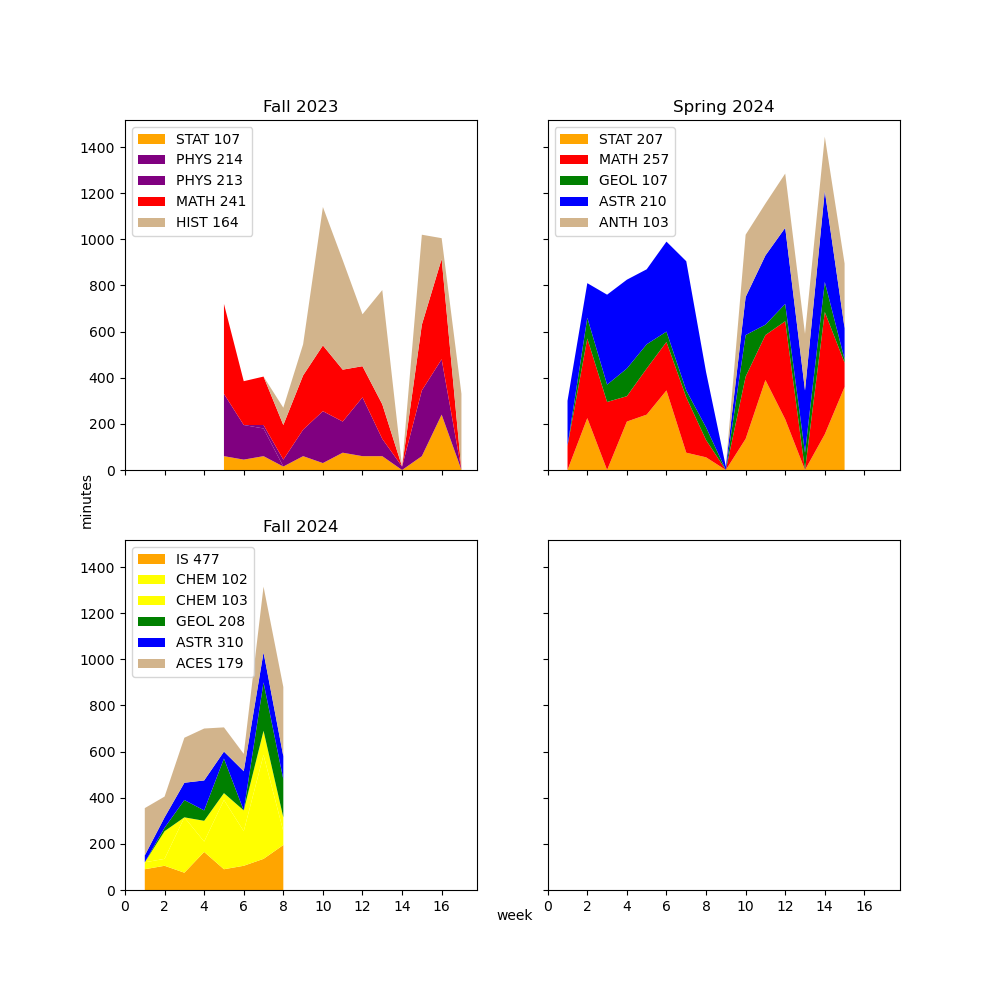 Fall 2023
STAT 107
PHYS 214
PHYS 213
MATH 241
HIST 164
1400
1200
1000
800
600
400
200
0
Spring 2024
STAT 207
MATH 257
GEOL 107
ASTR 210
ANTH 103
minutes
Fall 2024
IS 477
CHEM 102
CHEM 103
GEOL 208
ASTR 310
ACES 179
1400
1200
1000
800
600
400
200
0
0 2 4 6 8 10 12 14 16
0 2 4 6 8 10 12 14 16
week